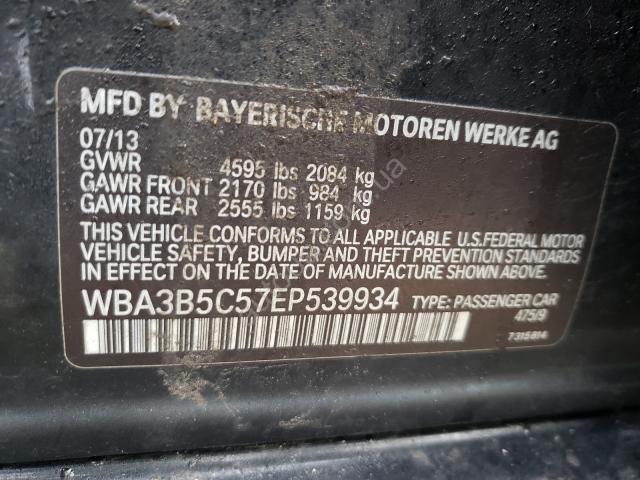 MFD BY BAYERISCHE MOTOREN WERKE AG
07/13
GVWR 4595 lbs 2084 kg
GAWR FRONT 2170 lbs 984 kg
GAWR REAR 2555 lbs 1159 kg
THIS VEHICLE CONFORMS TO ALL APPLICABLE U.S.FEDERAL MOTOR
VEHICLE SAFETY, BUMPER AND THEFT PREVENTION STANDARDS
IN EFFECT ON THE DATE OF MANUFACTURE SHOWN ABOVE.
WBA3B5C57EP539934 TYPE: PASSENGER CAR
475/9
7315814